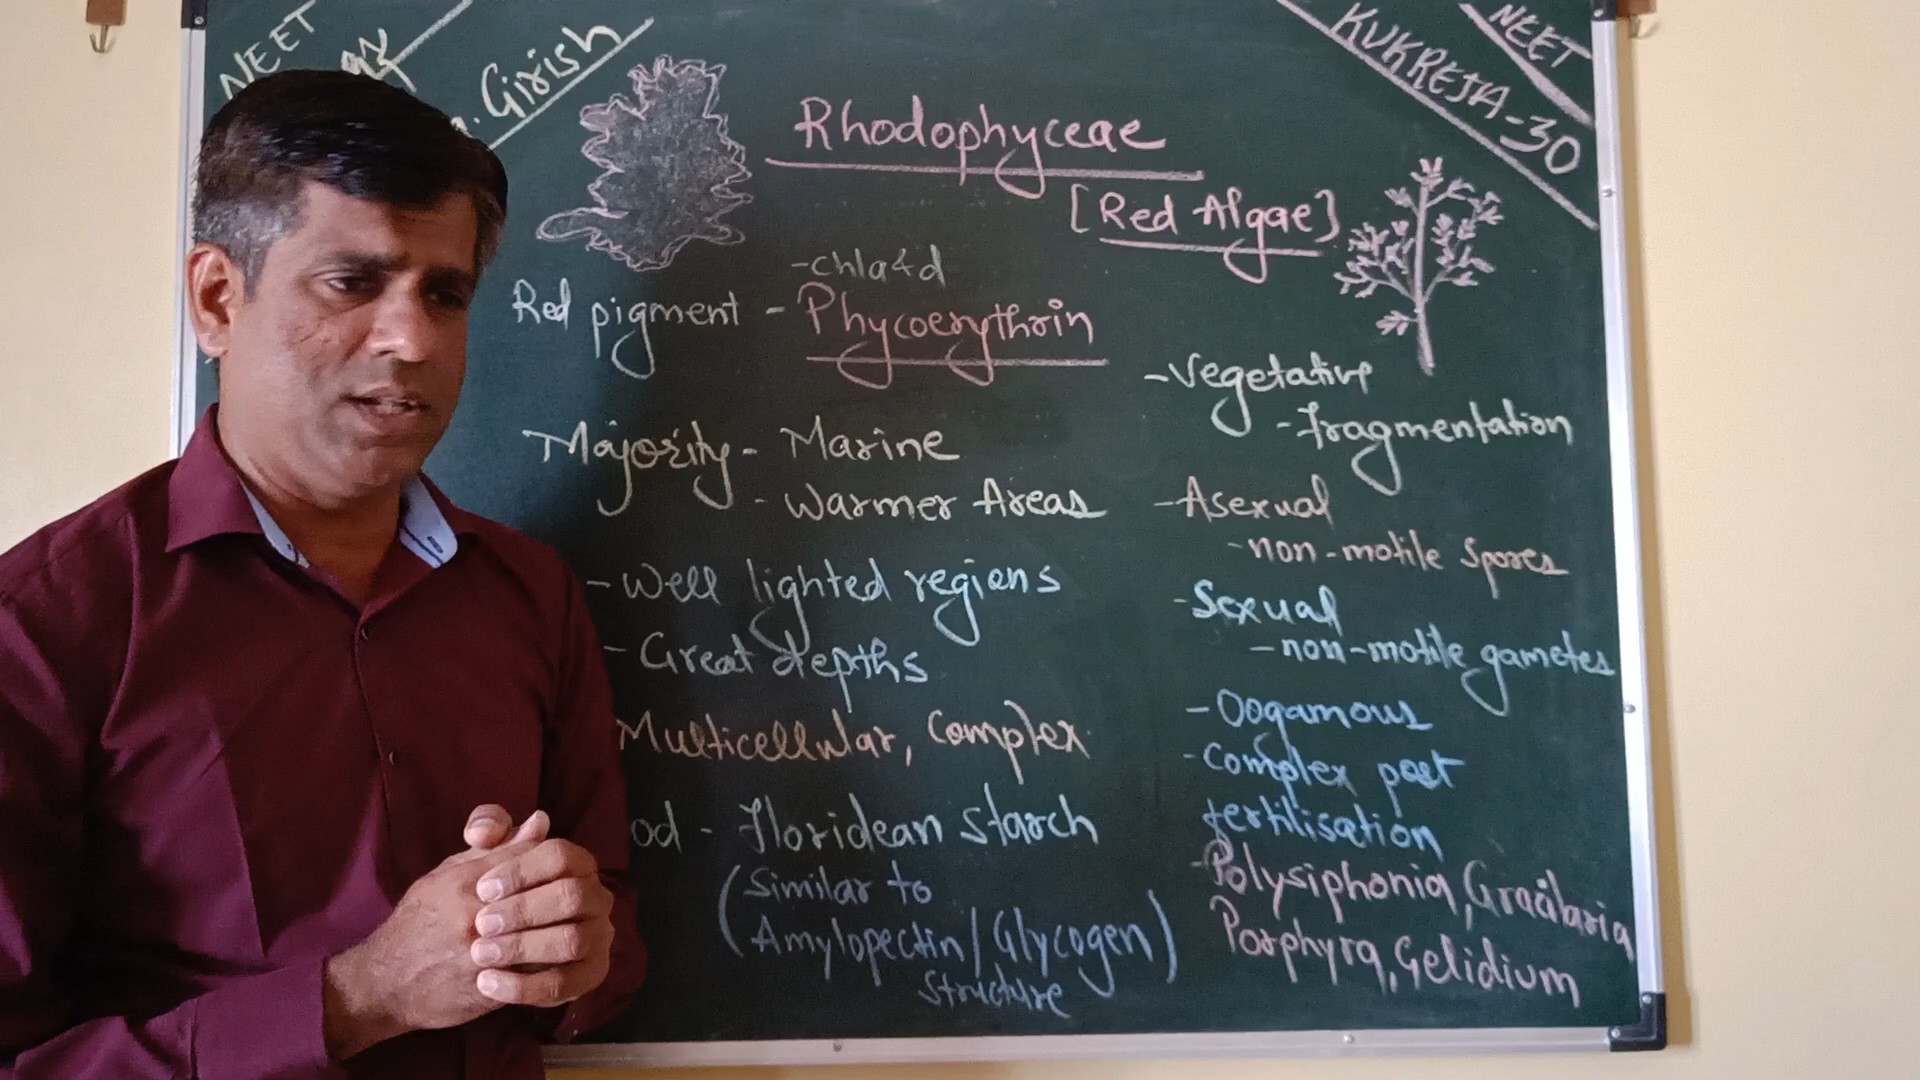 NEET
Girish
NEET
KUKREJA-30
Rhodophyceae
[Red Algae]
-chla&d
Red pigment - Phycoerythrin
Majority - Marine
- Warmer Areas
- Well lighted regions
- Great depths
Multicellular, Complex
od - Floridean starch
(Similar to
Amylopectin/Glycogen)
structure
-Vegetative
-fragmentation
-Asexual
-non-motile spores
-Sexual
-non-motile gametes
-Oogamous
-Complex post
fertilisation
-Polysiphonia, Gracilaria
Porphyra, Gelidium